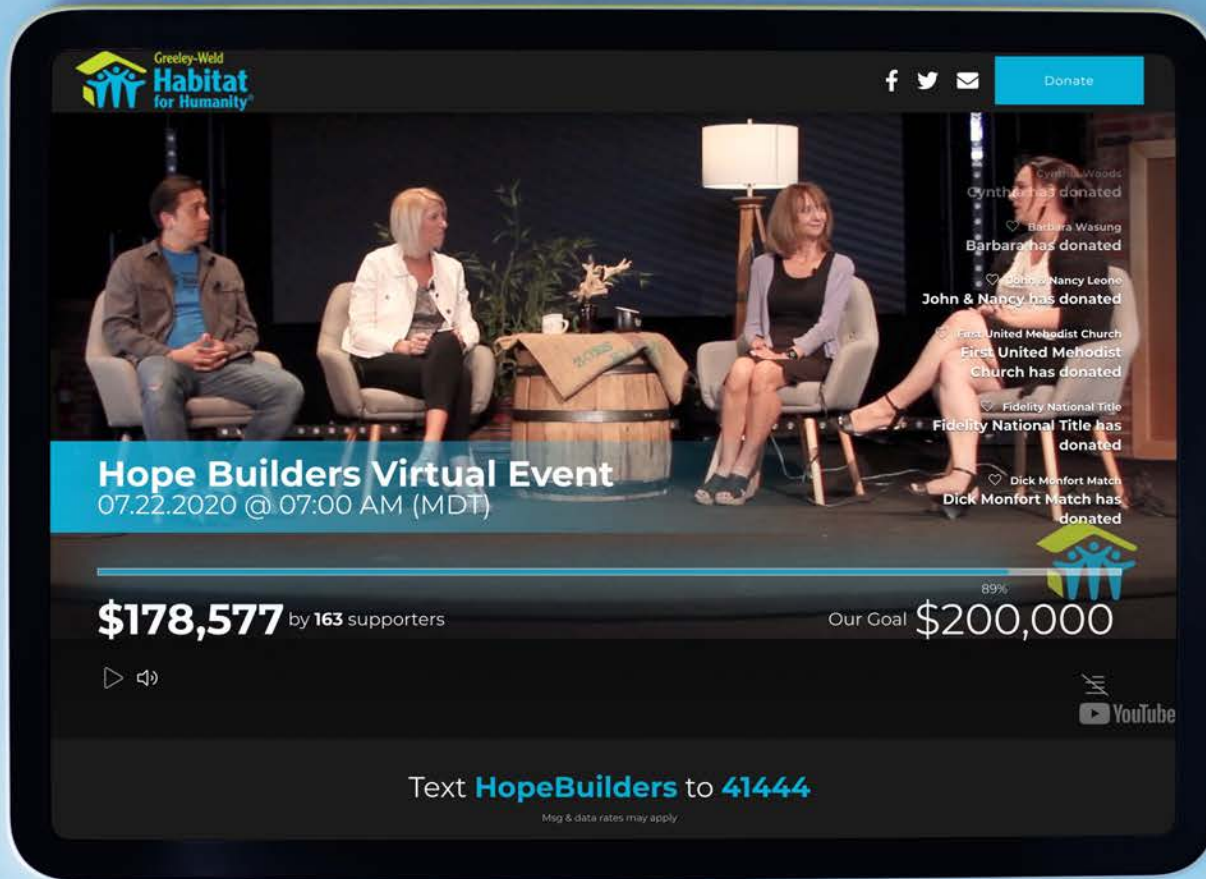 Greeley-Weld
Habitat
for Humanity®
Donate
Cynthia Woods
Cynthia has donated
Barbara Wasung
Barbara has donated
John & Nancy Leone
John & Nancy has donated
First United Mehodist Church
First United Mehodist
Church has donated
Fidelity National Title
Fidelity National Title has
donated
Dick Monfort Match
Dick Monfort Match has
donated
Hope Builders Virtual Event
07.22.2020 @ 07:00 AM (MDT)
89%
$178,577 by 163 supporters
Our Goal $200,000
YouTube
Text HopeBuilders to 41444
Msg & data rates may apply